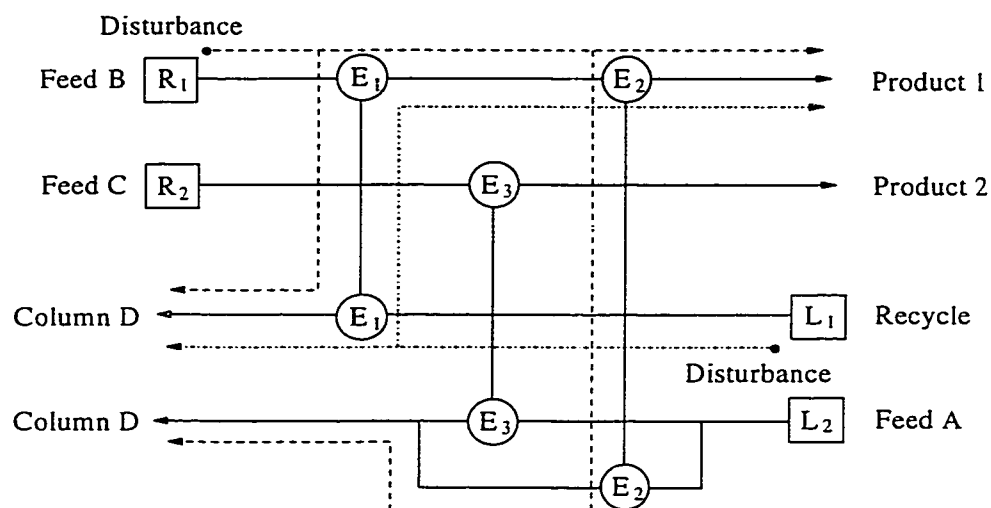 Disturbance
Feed B R₁ E₁ E₂ Product 1
Feed C R₂ E₃ Product 2
Column D E₁ L₁ Recycle
Disturbance
Column D E₃ L₂ Feed A
E₂